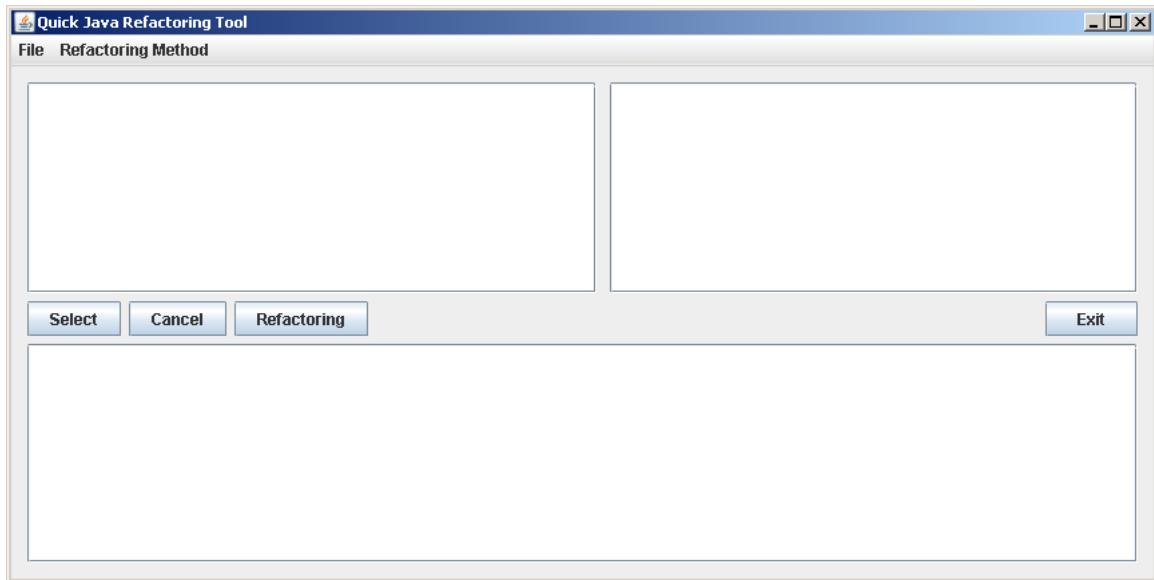 Quick Java Refactoring Tool
File Refactoring Method
Select Cancel Refactoring Exit